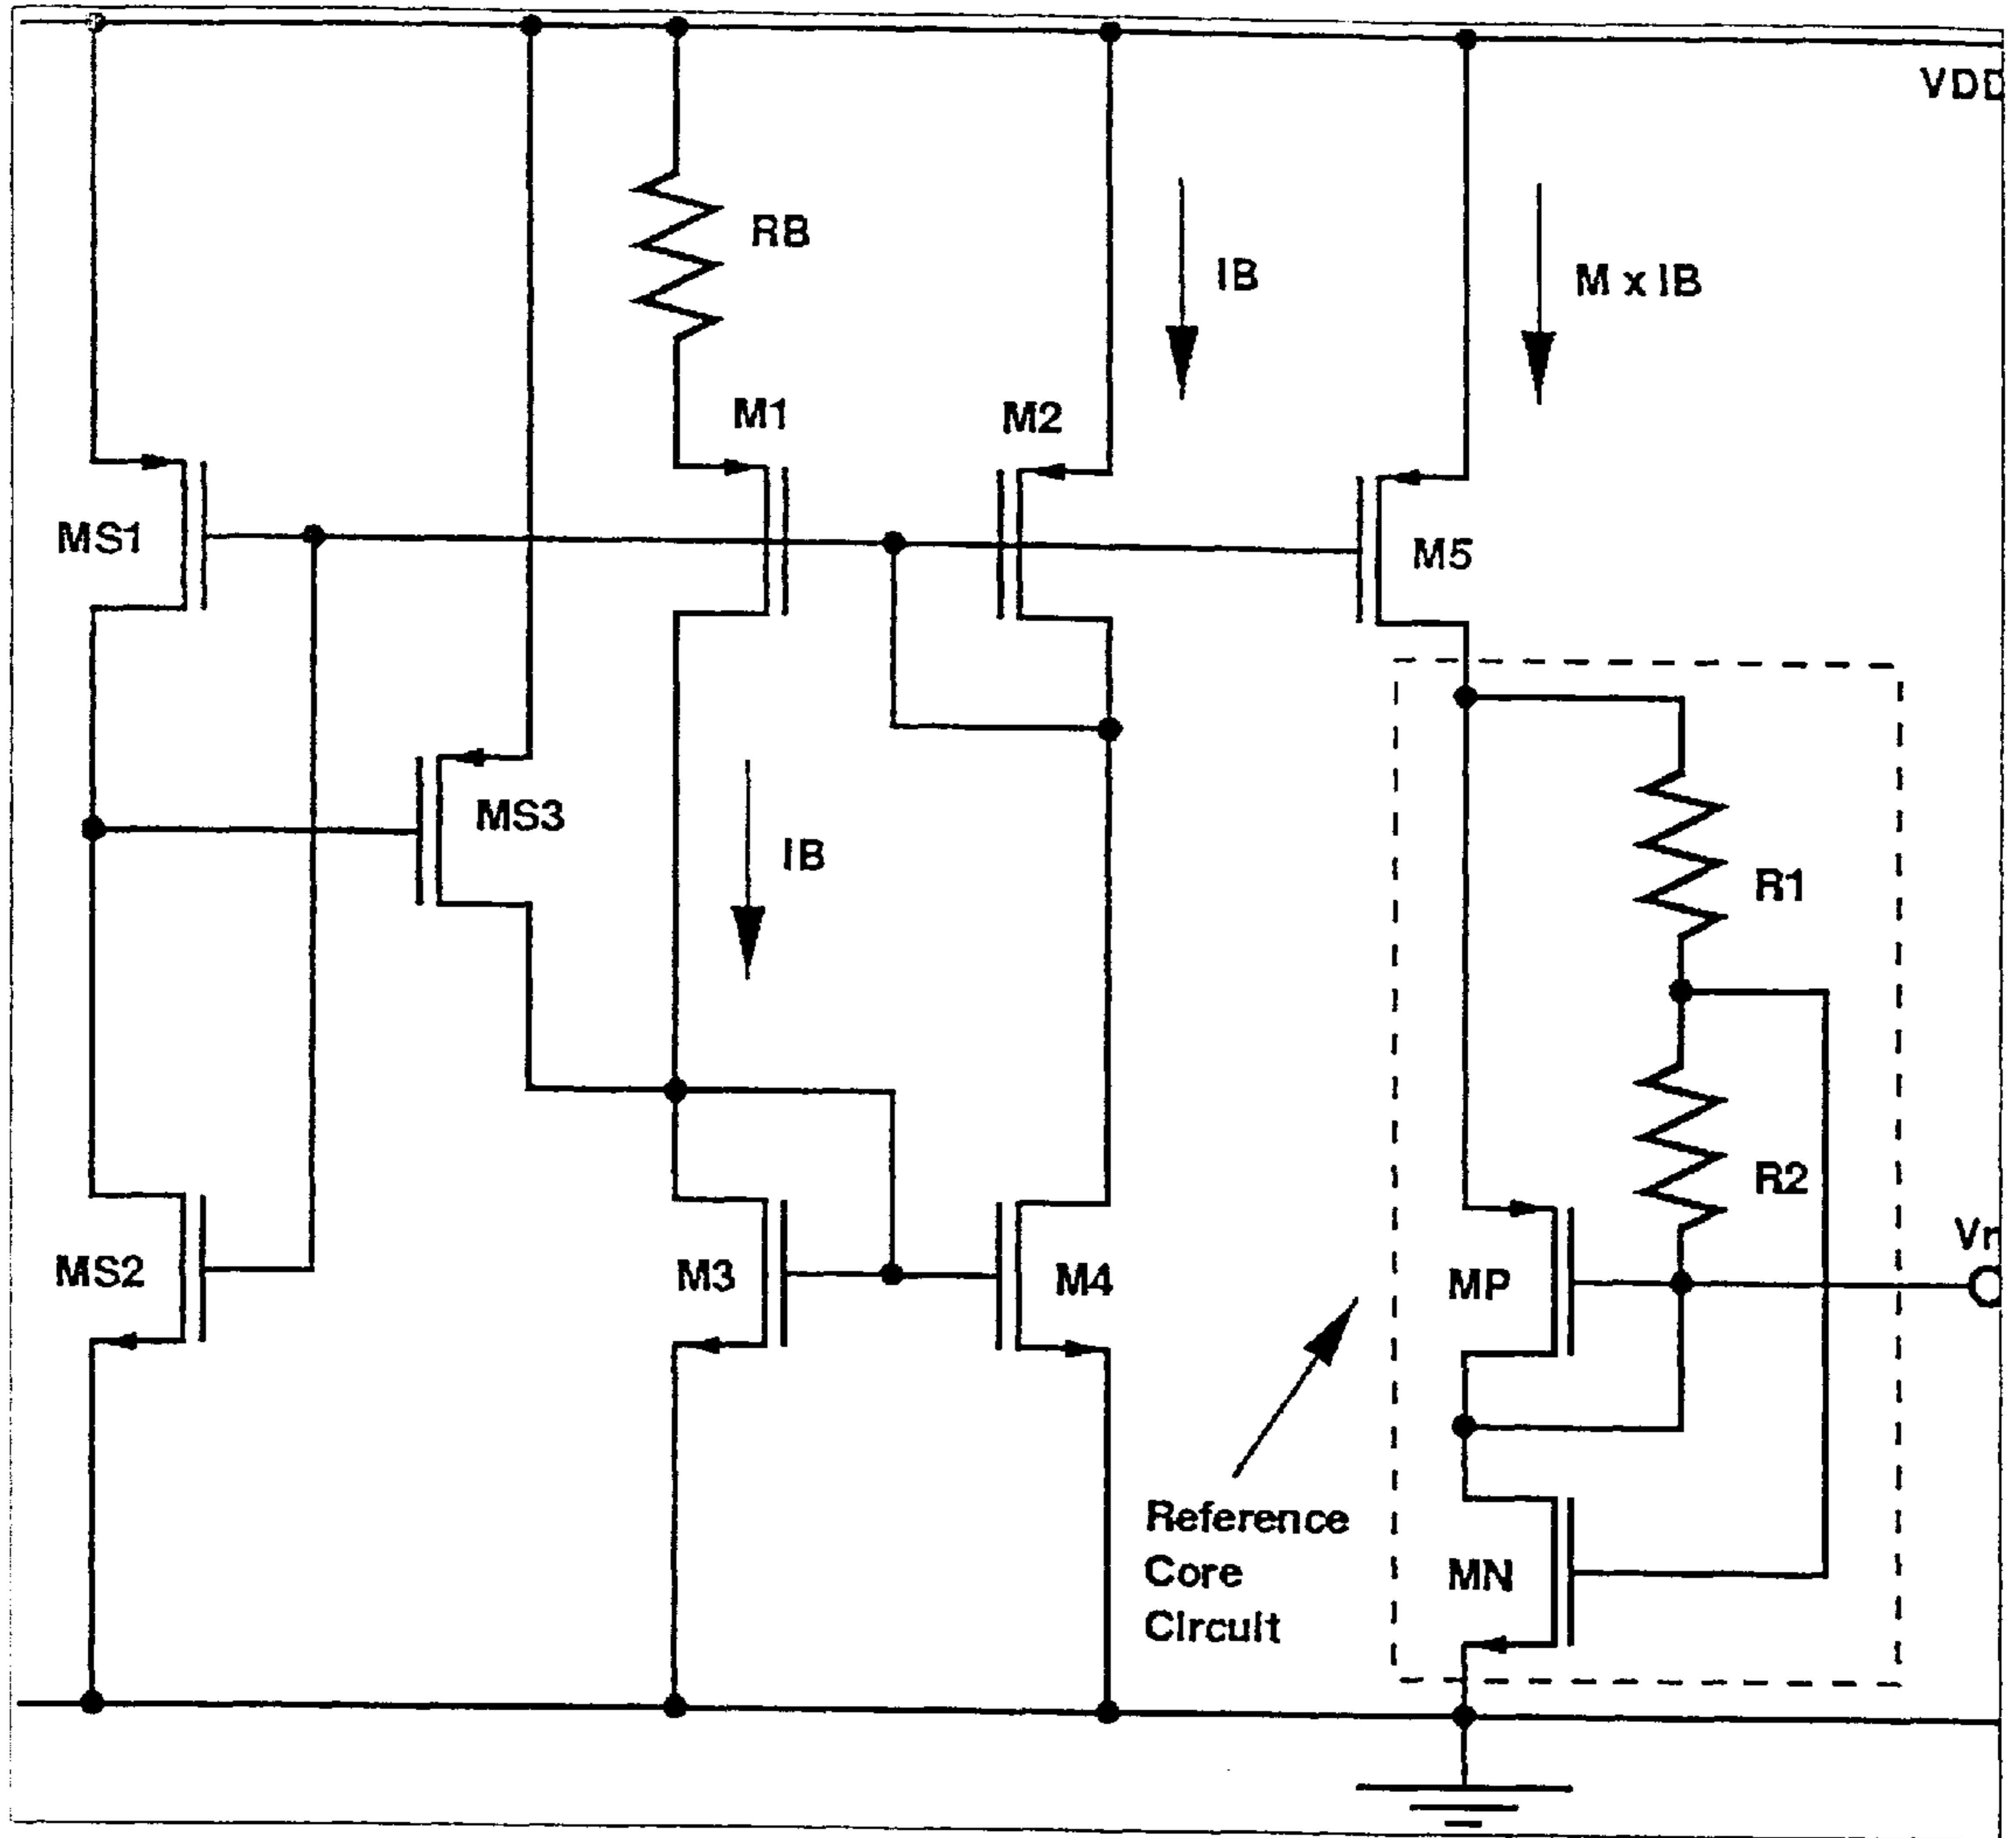 VDD
RB
IB
M x IB
M1
M2
MS1
M5
MS3
IB
R1
R2
MS2
M3
M4
MP
Vr
Reference
Core
Circuit
MN